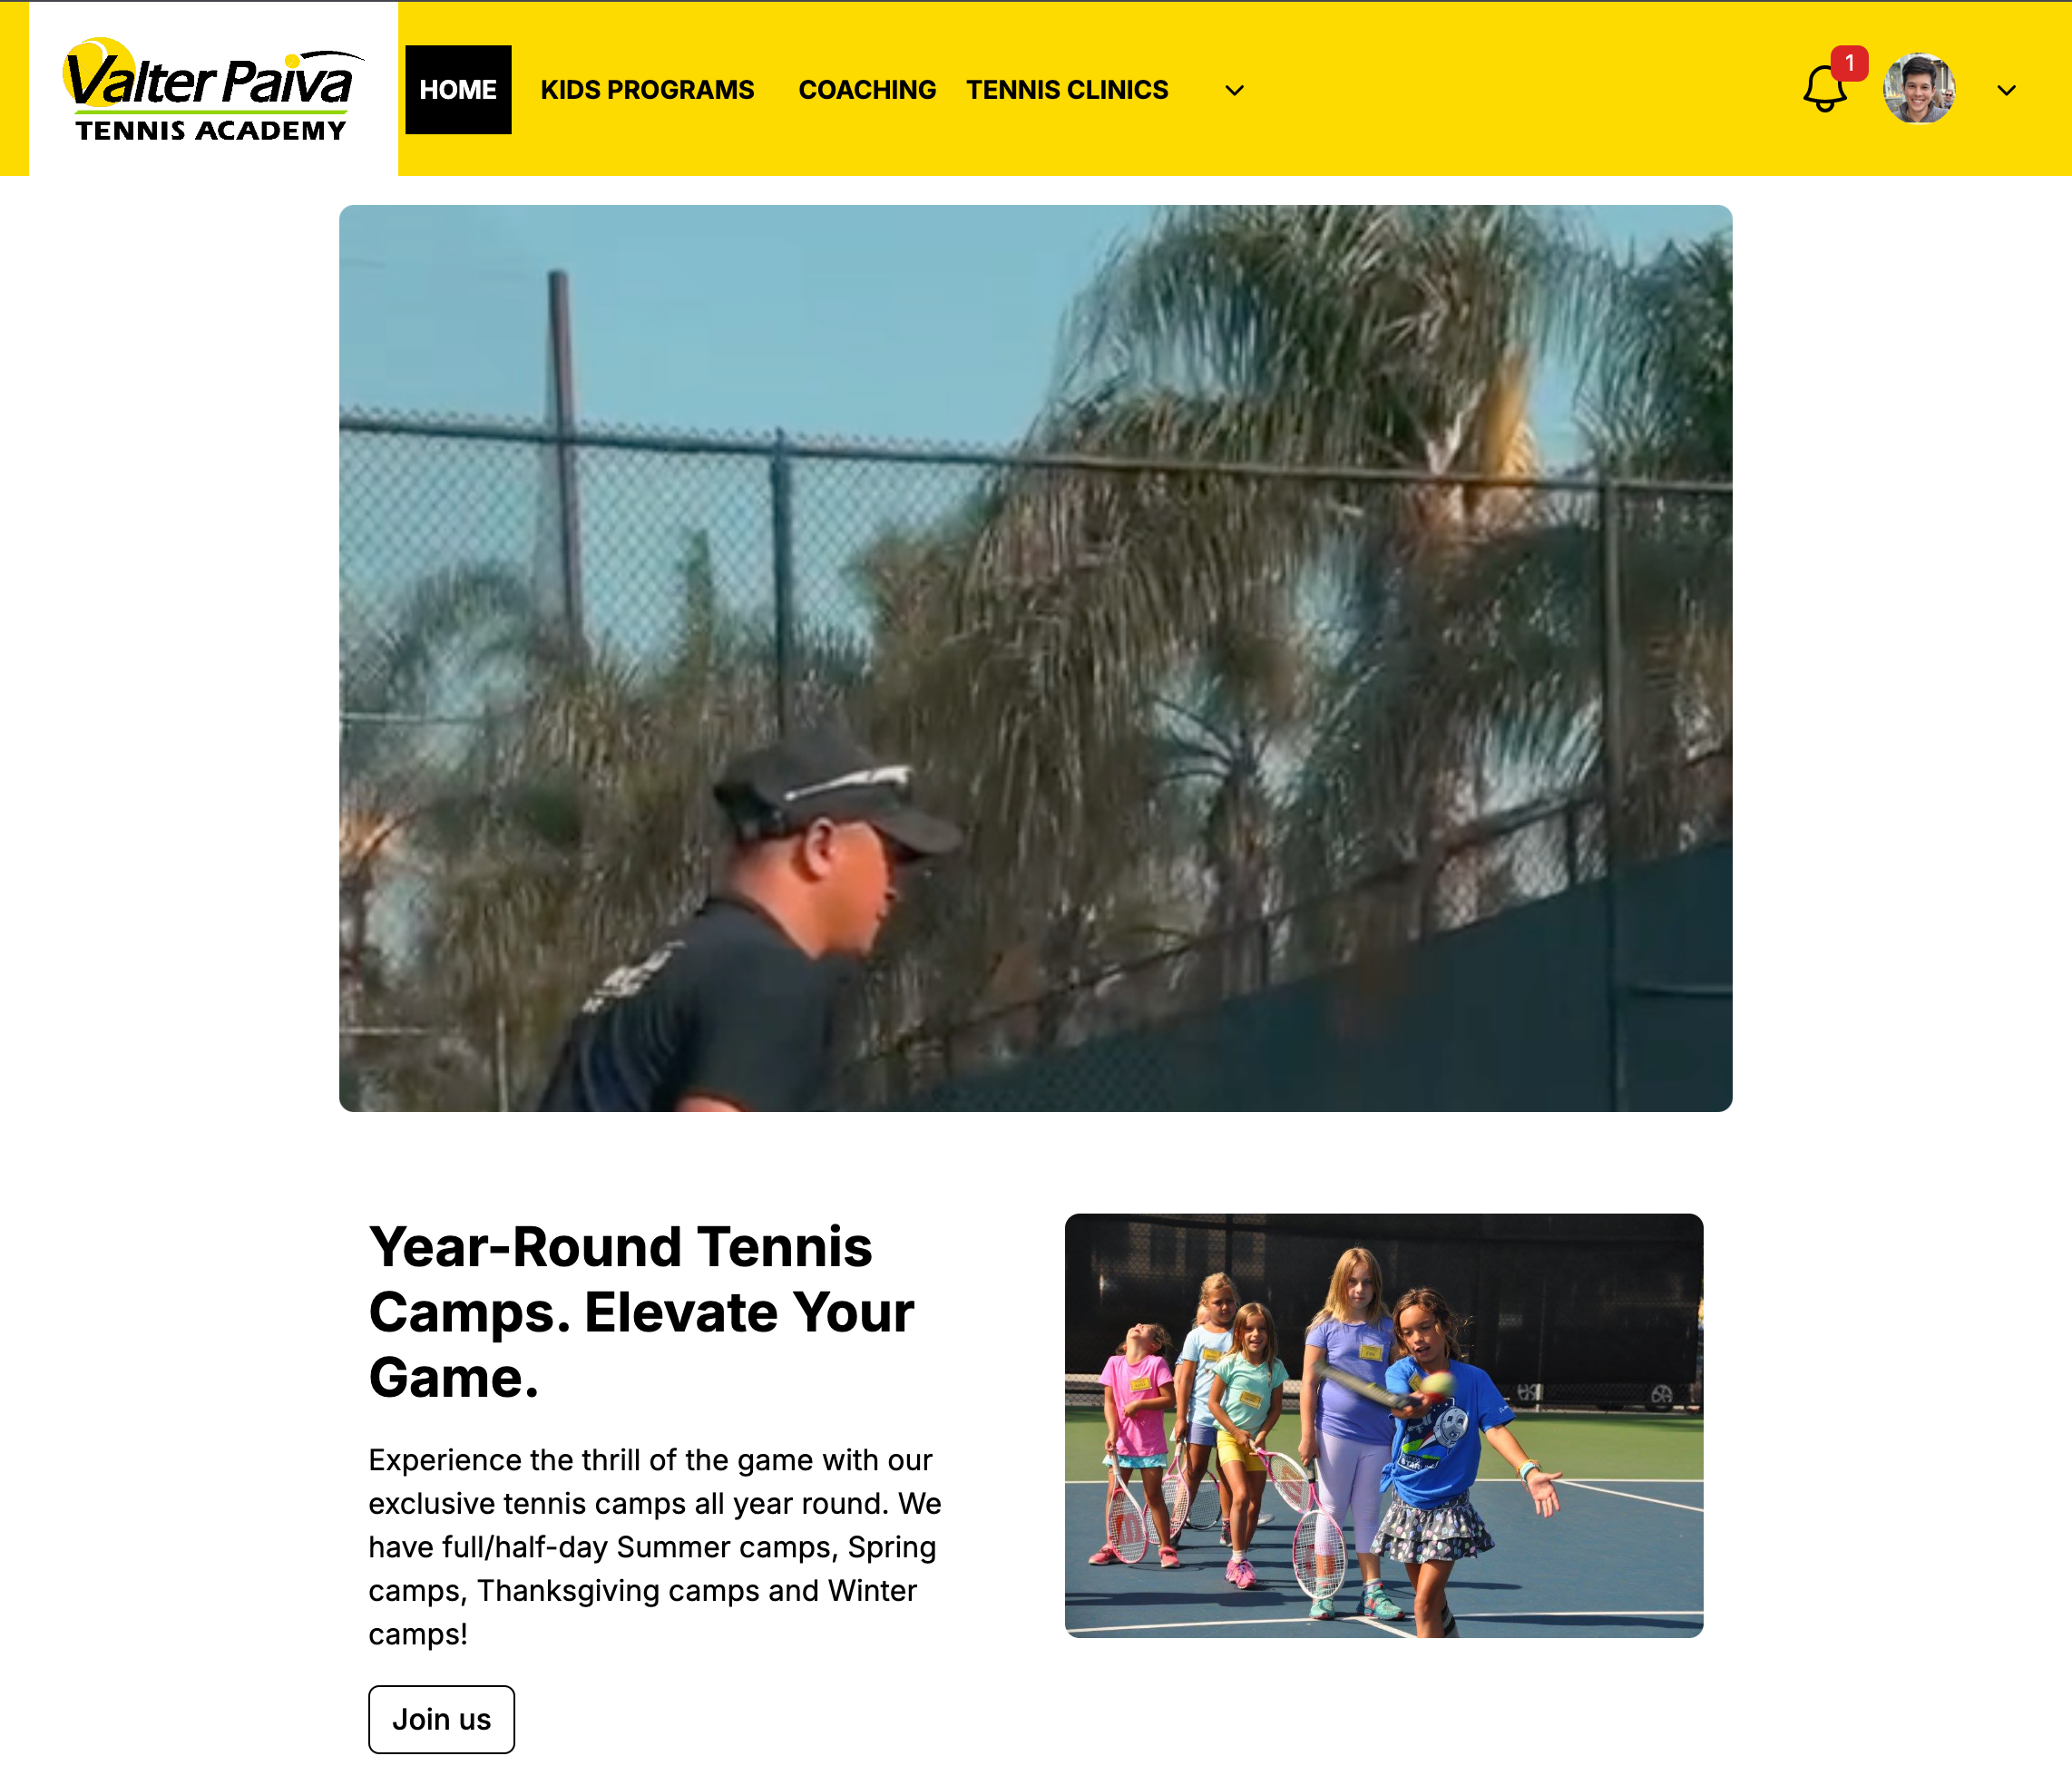 Valter Paiva
TENNIS ACADEMY
HOME
KIDS PROGRAMS
COACHING
TENNIS CLINICS
1
Year-Round Tennis
Camps. Elevate Your
Game.
Experience the thrill of the game with our
exclusive tennis camps all year round. We
have full/half-day Summer camps, Spring
camps, Thanksgiving camps and Winter
camps!
Join us